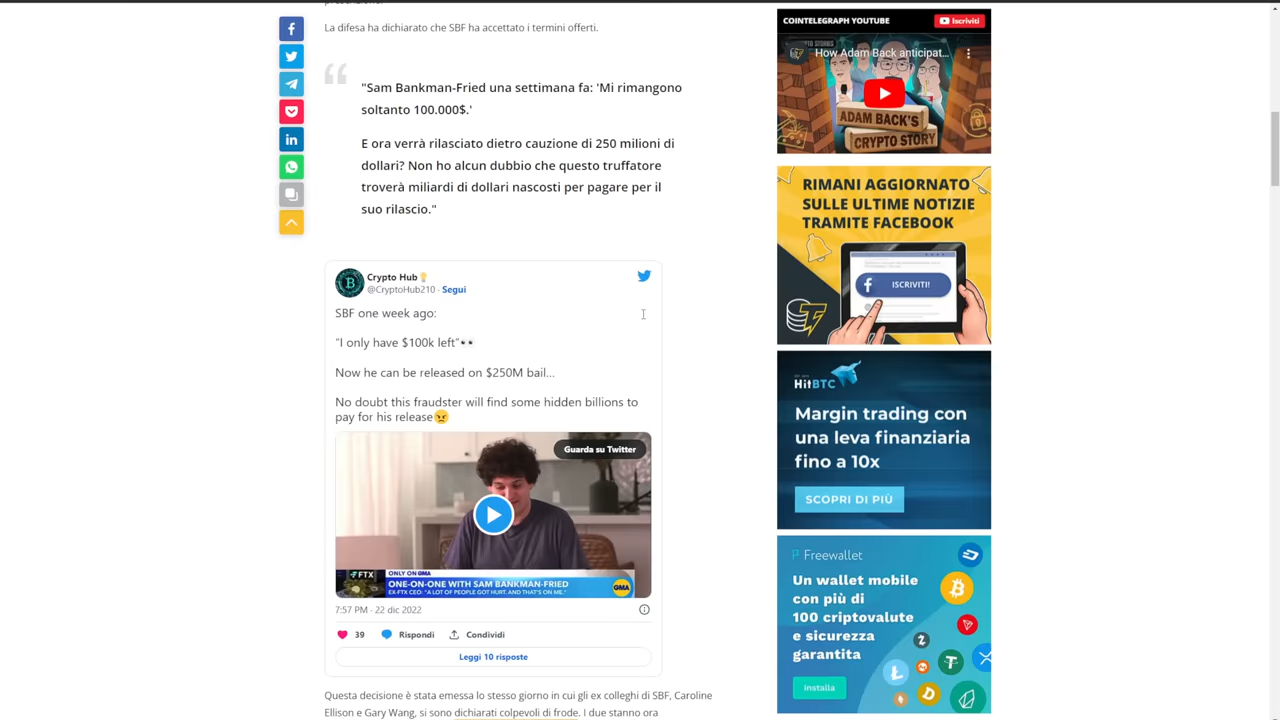 La difesa ha dichiarato che SBF ha accettato i termini offerti.
"Sam Bankman-Fried una settimana fa: 'Mi rimangono
soltanto 100.000$.'
E ora verrà rilasciato dietro cauzione di 250 milioni di
dollari? Non ho alcun dubbio che questo truffatore
troverà miliardi di dollari nascosti per pagare per il
suo rilascio."
Crypto Hub
@CryptoHub210 · Segui
SBF one week ago:
"I only have $100k left"
Now he can be released on $250M bail...
No doubt this fraudster will find some hidden billions to
pay for his release
Guarda su Twitter
FTX
ONLY ON GMA
ONE-ON-ONE WITH SAM BANKMAN-FRIED
EX-FTX CEO: "A LOT OF PEOPLE GOT HURT. AND THAT'S ON ME."
GMA
7:57 PM · 22 dic 2022
39
Rispondi
Condividi
Leggi 10 risposte
Questa decisione è stata emessa lo stesso giorno in cui gli ex colleghi di SBF, Caroline
Ellison e Gary Wang, si sono dichiarati colpevoli di frode. I due stanno ora
COINTELEGRAPH YOUTUBE
Iscriviti
How Adam Back anticipat...
ADAM BACK'S
CRYPTO STORY
RIMANI AGGIORNATO
SULLE ULTIME NOTIZIE
TRAMITE FACEBOOK
ISCRIVITI!
HitBTC
Margin trading con
una leva finanziaria
fino a 10x
SCOPRI DI PIÙ
Freewallet
Un wallet mobile
con più di
100 criptovalute
e sicurezza
garantita
Installa